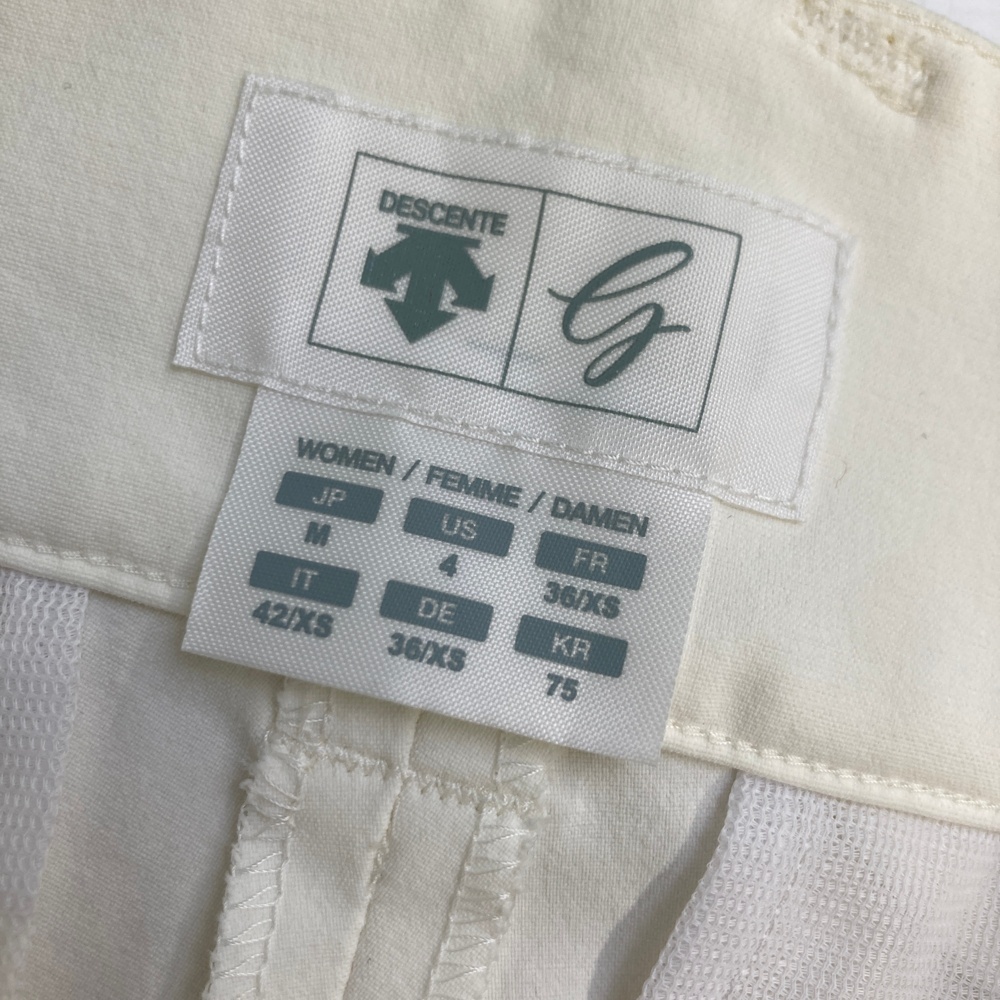 DESCENTE
G
WOMEN / FEMME / DAMEN
JP US FR
M 4 36/XS
IT DE KR
42/XS 36/XS 75